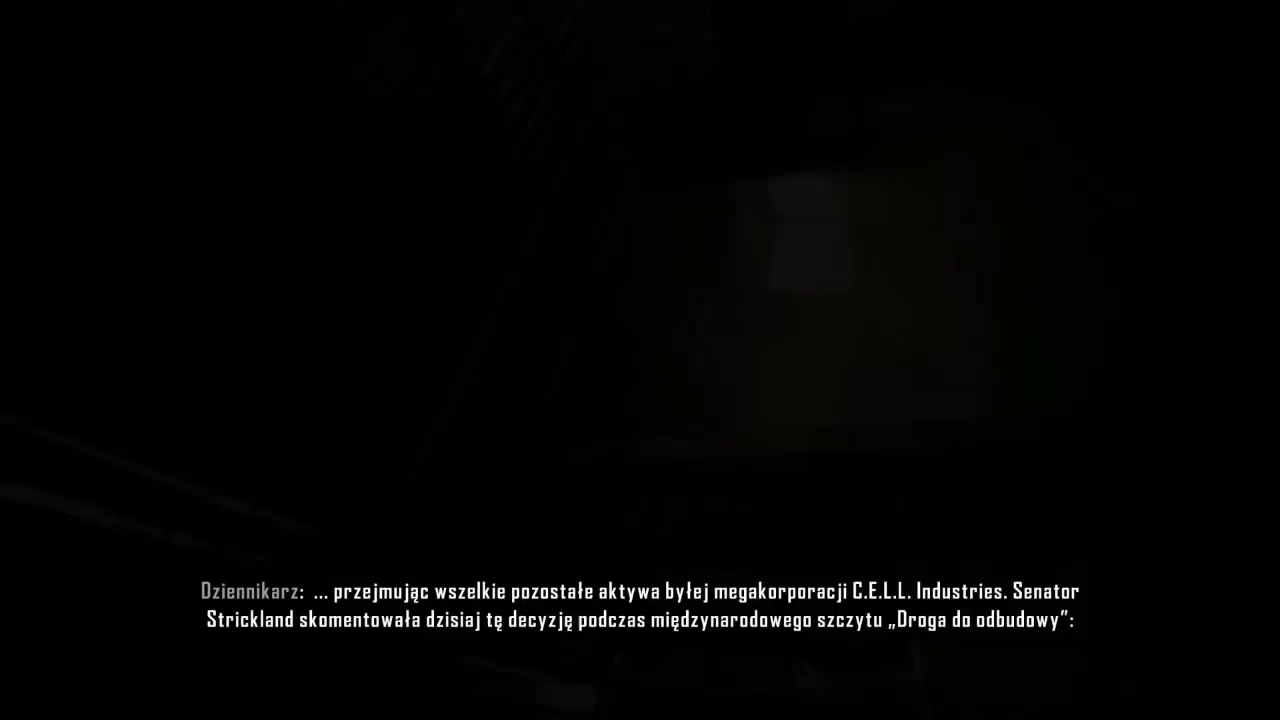 Dziennikarz: ... przejmując wszelkie pozostałe aktywa byłej megakorporacji C.E.L.L. Industries. Senator
Strickland skomentowała dzisiaj tę decyzję podczas międzynarodowego szczytu „Droga do odbudowy”: